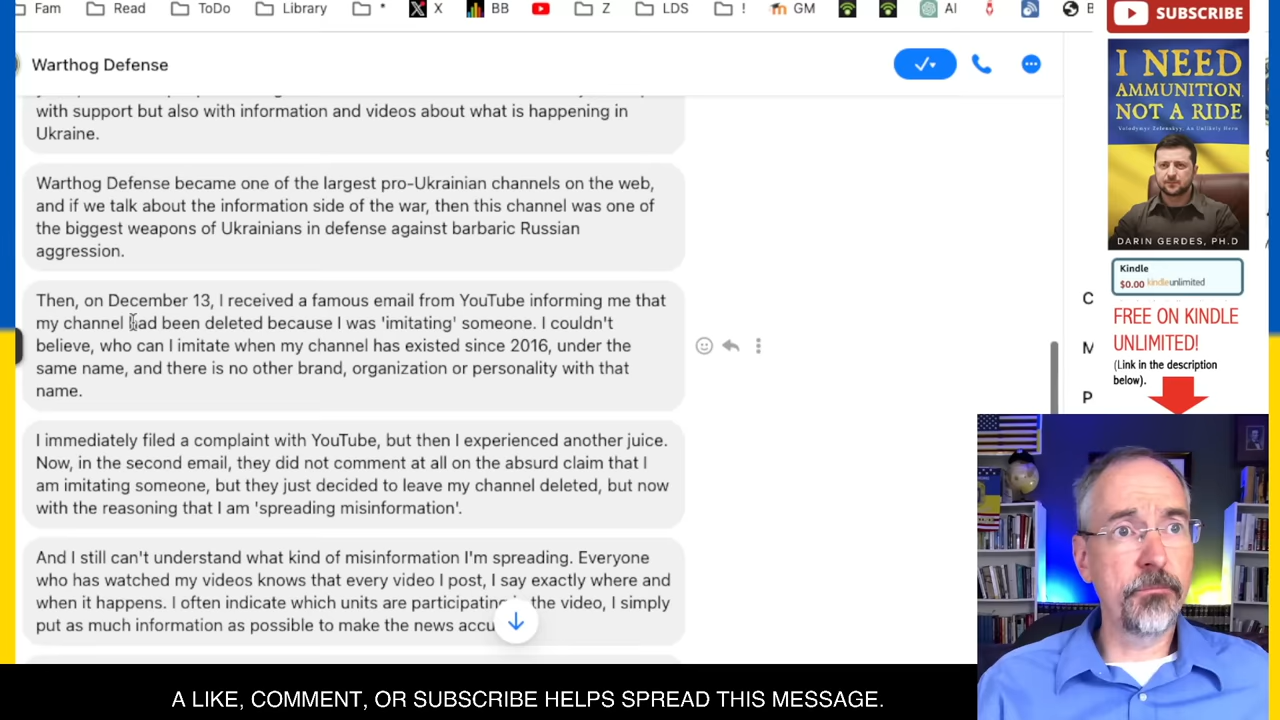 Fam
Read
ToDo
Library
*
X
BB
Z
LDS
!
GM
AI
SUBSCRIBE
Warthog Defense
with support but also with information and videos about what is happening in
Ukraine.
Warthog Defense became one of the largest pro-Ukrainian channels on the web,
and if we talk about the information side of the war, then this channel was one of
the biggest weapons of Ukrainians in defense against barbaric Russian
aggression.
Then, on December 13, I received a famous email from YouTube informing me that
my channel had been deleted because I was 'imitating' someone. I couldn't
believe, who can I imitate when my channel has existed since 2016, under the
same name, and there is no other brand, organization or personality with that
name.
I immediately filed a complaint with YouTube, but then I experienced another juice.
Now, in the second email, they did not comment at all on the absurd claim that I
am imitating someone, but they just decided to leave my channel deleted, but now
with the reasoning that I am 'spreading misinformation'.
And I still can't understand what kind of misinformation I'm spreading. Everyone
who has watched my videos knows that every video I post, I say exactly where and
when it happens. I often indicate which units are participating the video, I simply
put as much information as possible to make the news accu
I NEED
AMMUNITION,
NOT A RIDE
Volodymyr Zelenskyy, An Unlikely Hero
DARIN GERDES, PH.D
Kindle
$0.00 kindleunlimited
FREE ON KINDLE
UNLIMITED!
(Link in the description
below).
C
M
P
A LIKE, COMMENT, OR SUBSCRIBE HELPS SPREAD THIS MESSAGE.